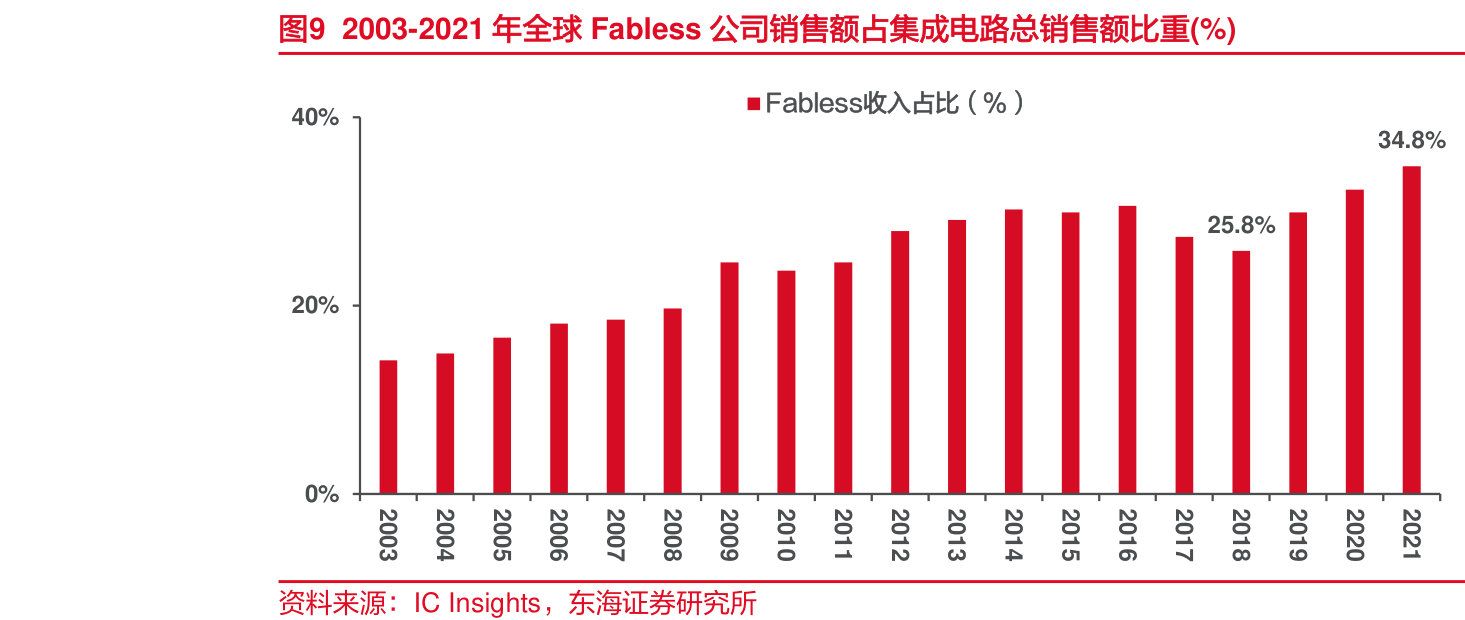 图9 2003-2021 年全球 Fabless 公司销售额占集成电路总销售额比重(%)
Fabless收入占比（%）
40%
34.8%
25.8%
20%
0%
2003 2004 2005 2006 2007 2008 2009 2010 2011 2012 2013 2014 2015 2016 2017 2018 2019 2020 2021
资料来源：IC Insights，东海证券研究所